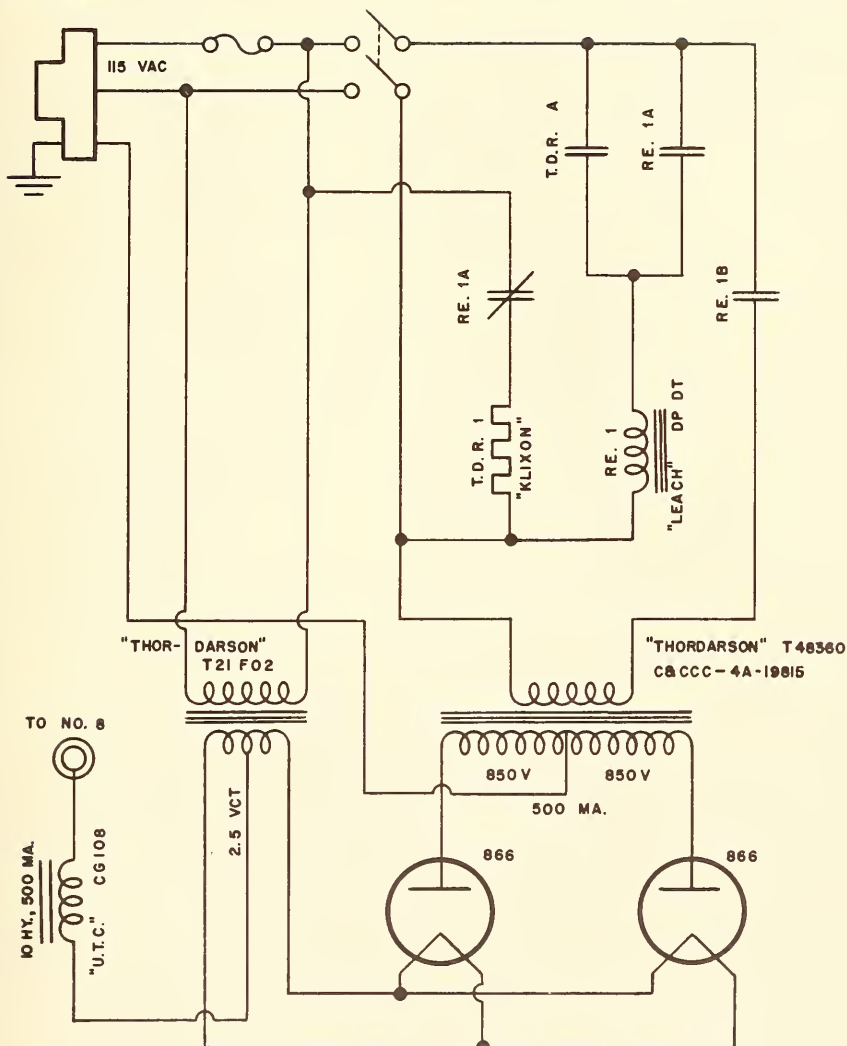 115 VAC
T.D.R. A
RE. 1A
RE. 1A
RE. 1B
T.D.R. 1
"KLIXON"
RE. 1
"LEACH" DP DT
"THOR- DARSON"
T21 F02
"THORDARSON" T48360
C&CCC-4A-19815
TO NO. 8
2.5 VCT
850 V
850 V
500 MA.
10 HY., 500 MA.
"U.T.C." CG108
866
866